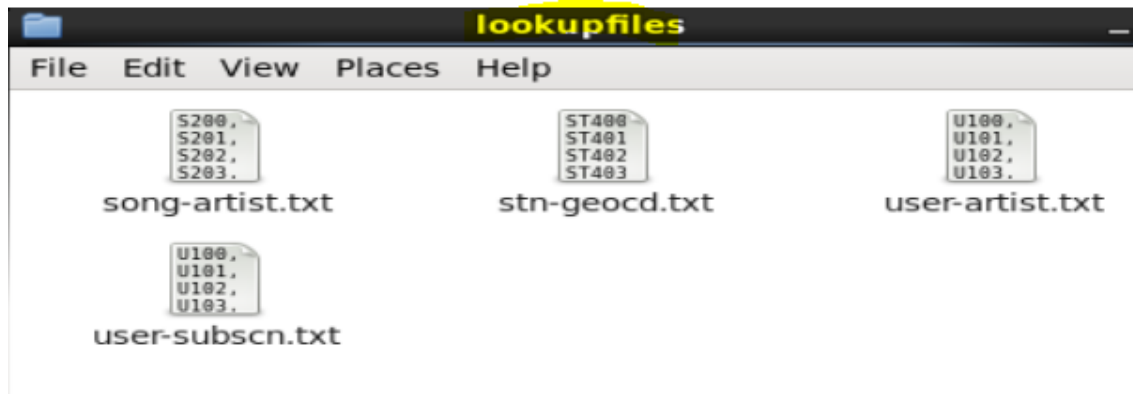 lookupfiles
File Edit View Places Help
S200,
S201,
S202,
S203.
song-artist.txt
ST400
ST401
ST402
ST403
stn-geocd.txt
U100,
U101,
U102,
U103.
user-artist.txt
U100,
U101,
U102,
U103.
user-subscn.txt